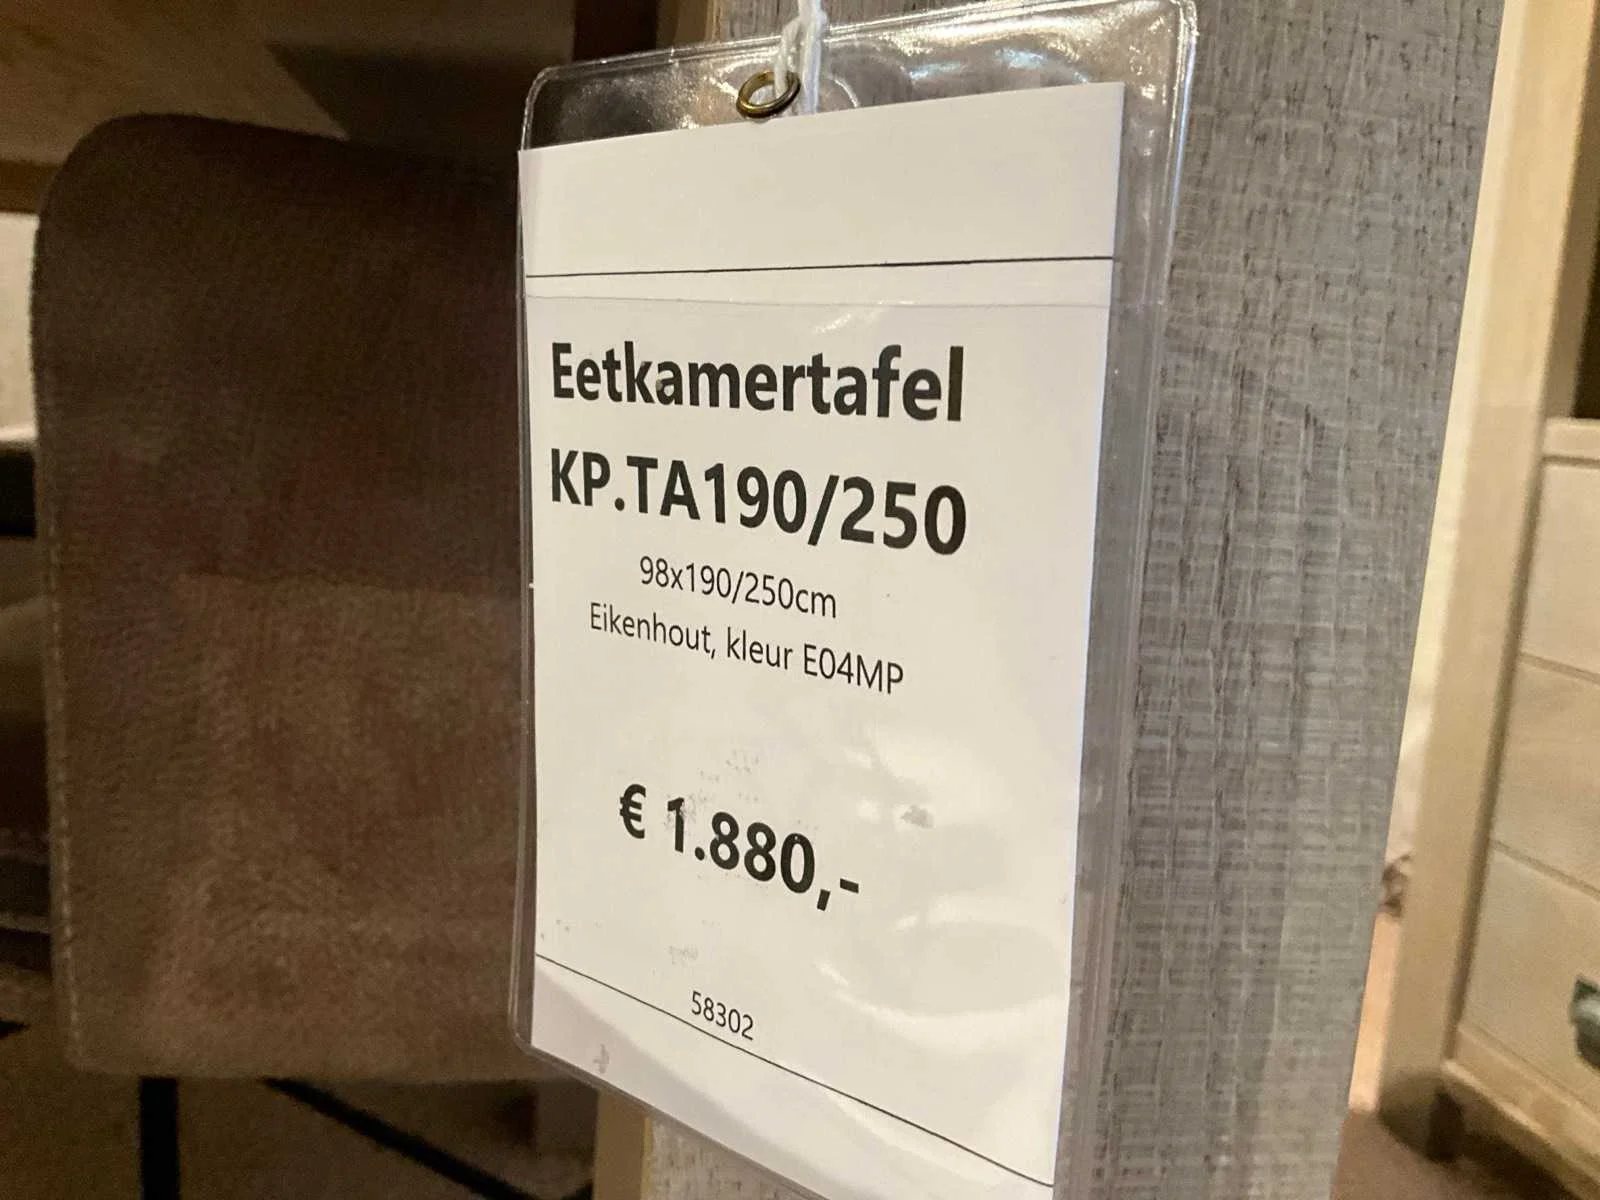 Eetkamertafel
KP.TA190/250
98x190/250cm
Eikenhout, kleur E04MP
€ 1.880,-
58302